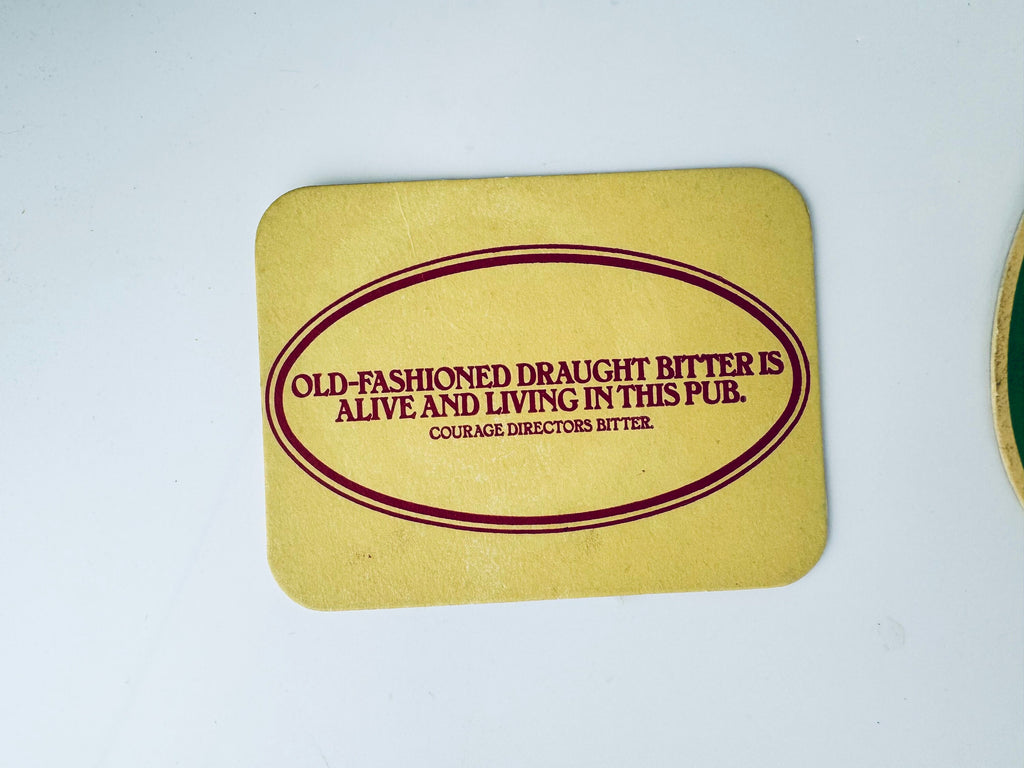 OLD-FASHIONED DRAUGHT BITTER IS
ALIVE AND LIVING IN THIS PUB.
COURAGE DIRECTORS BITTER.